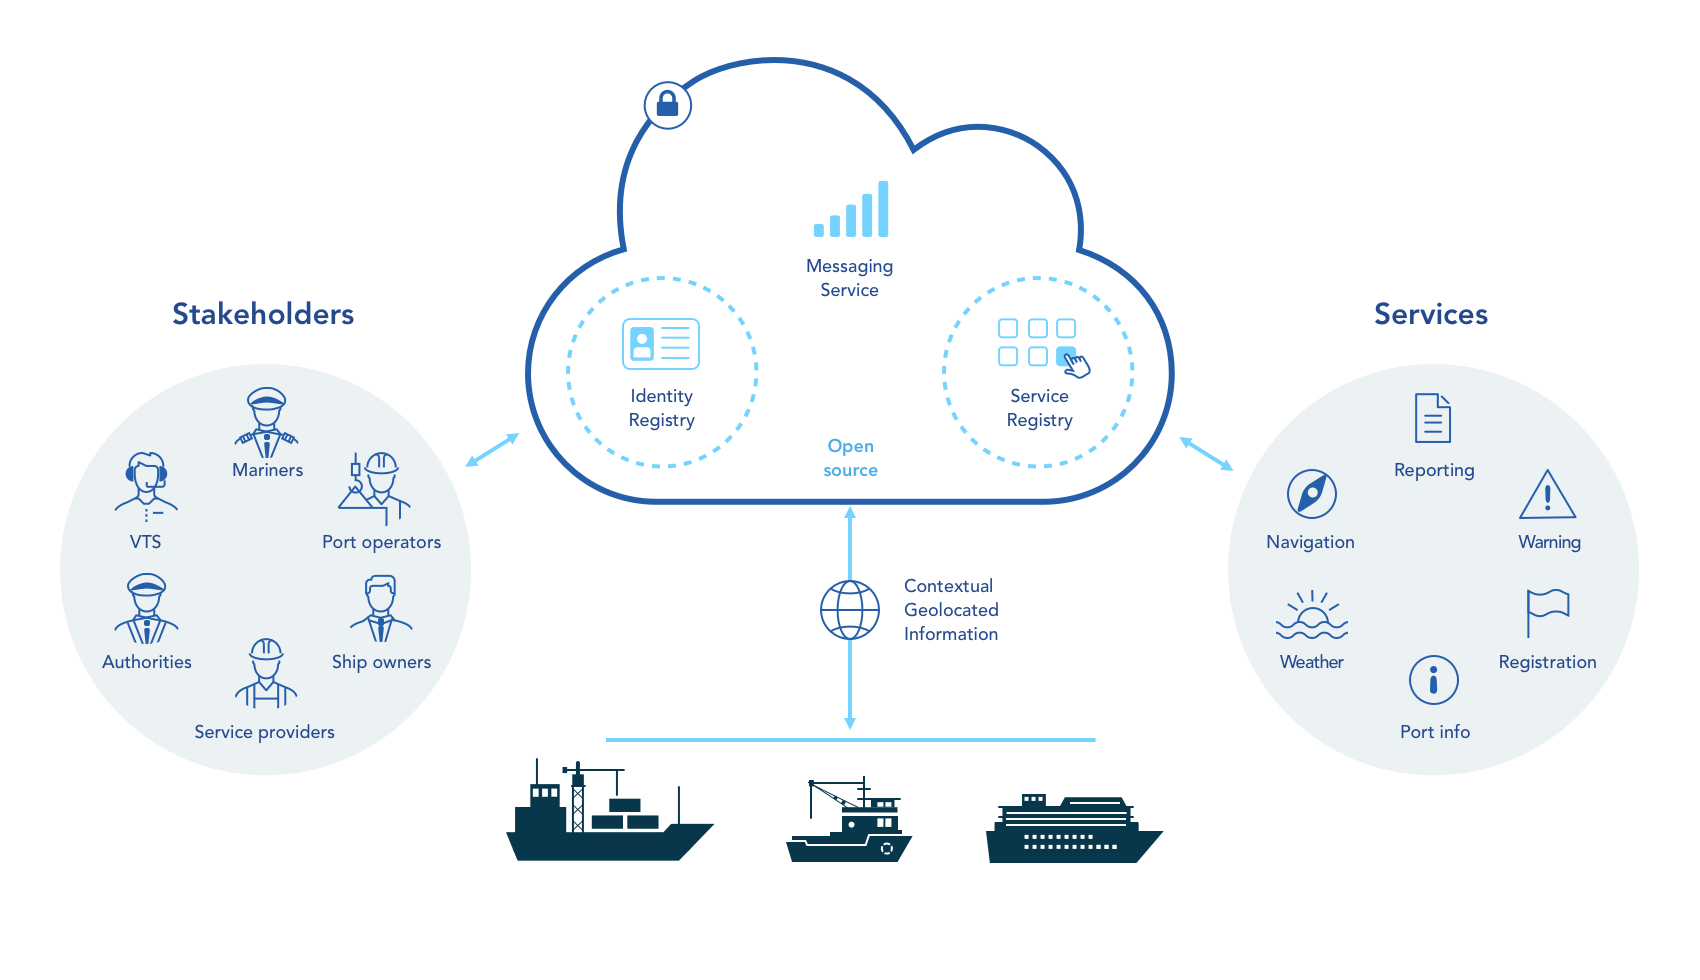 Messaging
Service
Identity
Registry
Service
Registry
Open
source
Stakeholders
Mariners
VTS
Port operators
Authorities
Ship owners
Service providers
Contextual
Geolocated
Information
Services
Reporting
Navigation
Warning
Weather
Registration
Port info